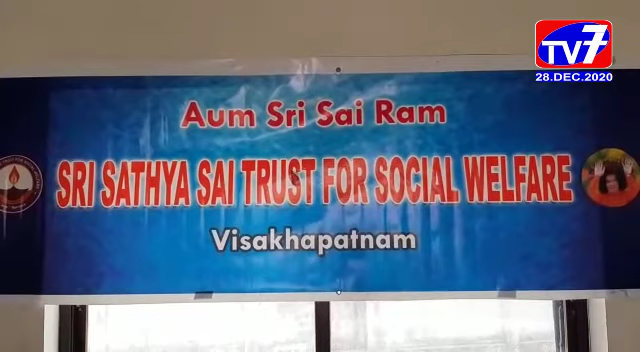 TV7
28.DEC.2020
Aum Sri Sai Ram
SRI SATHYA SAI TRUST FOR SOCIAL WELFARE
Visakhapatnam